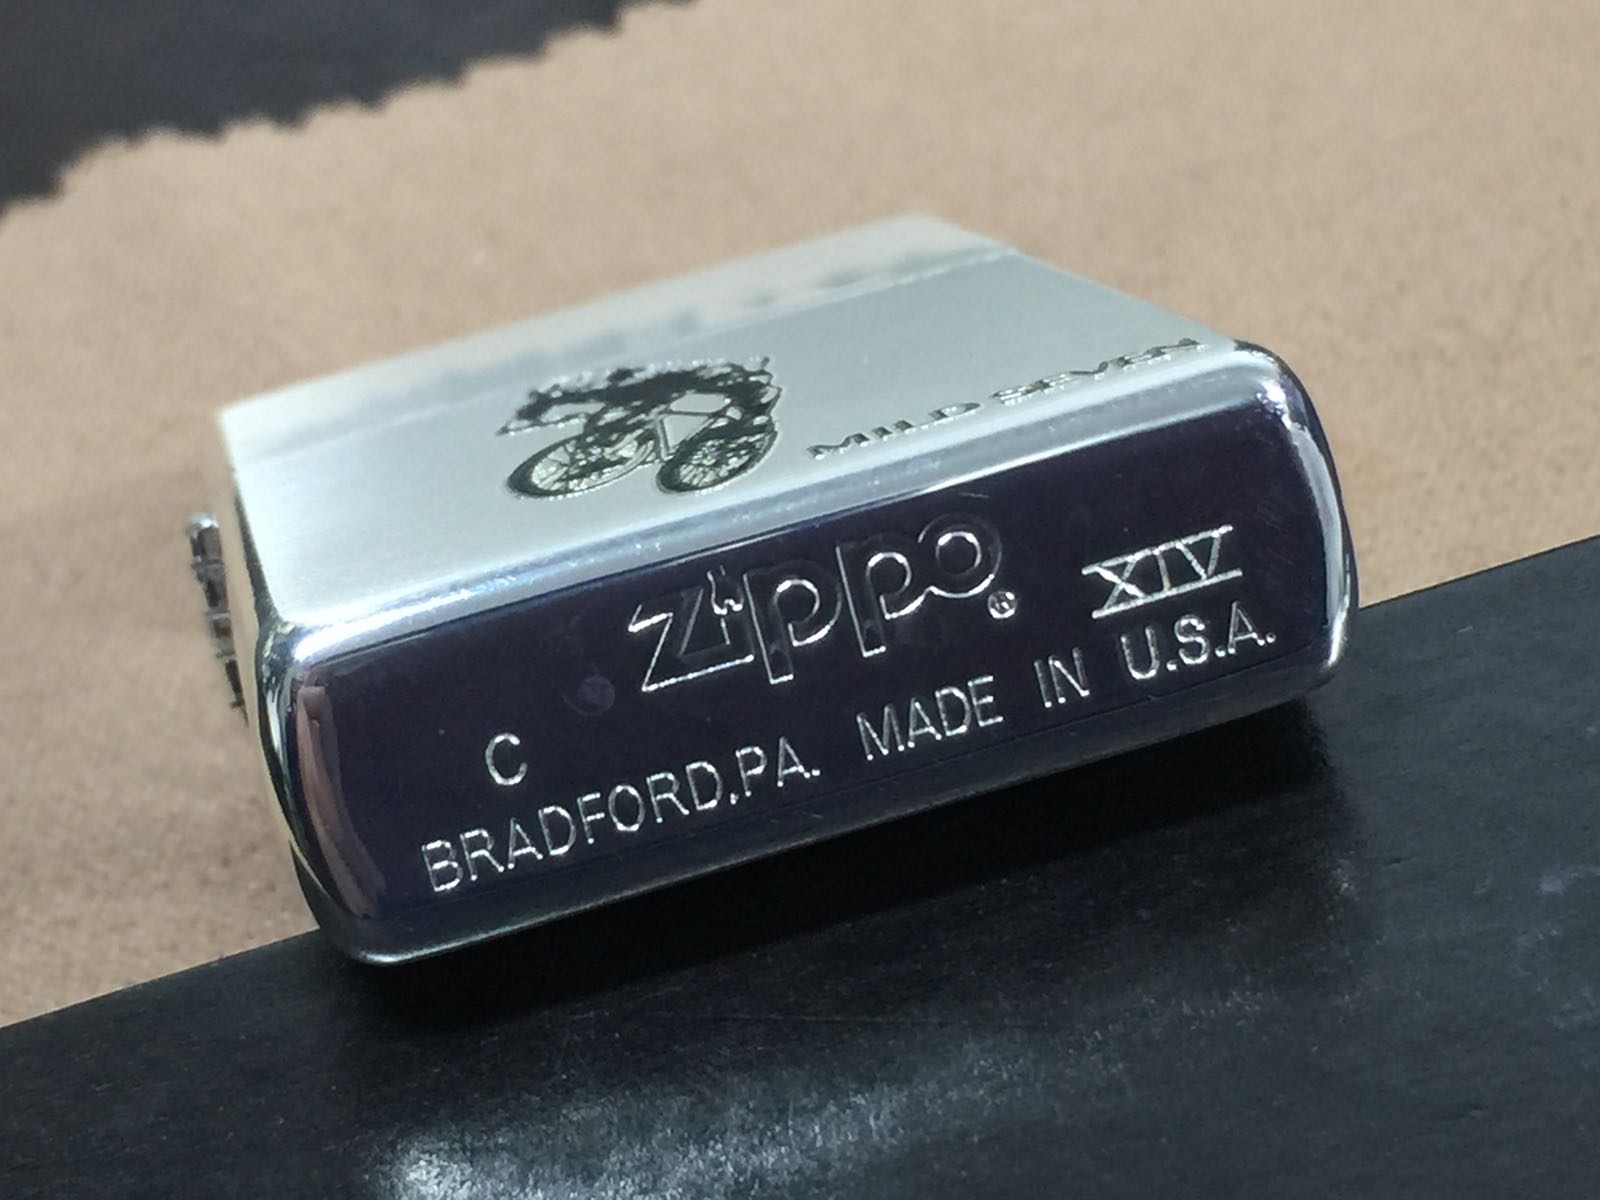 MILD SEVEN
zippo® XIV
C
BRADFORD,PA. MADE IN U.S.A.